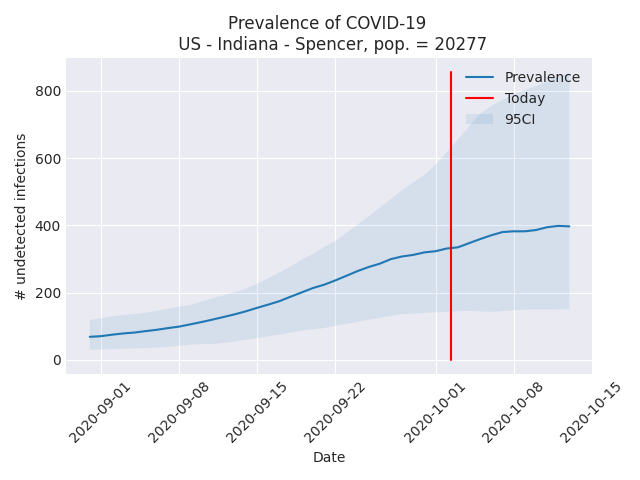 Prevalence of COVID-19
US - Indiana - Spencer, pop. = 20277
Prevalence
Today
95CI
# undetected infections
800
600
400
200
0
2020-09-01
2020-09-08
2020-09-15
2020-09-22
2020-10-01
2020-10-08
2020-10-15
Date